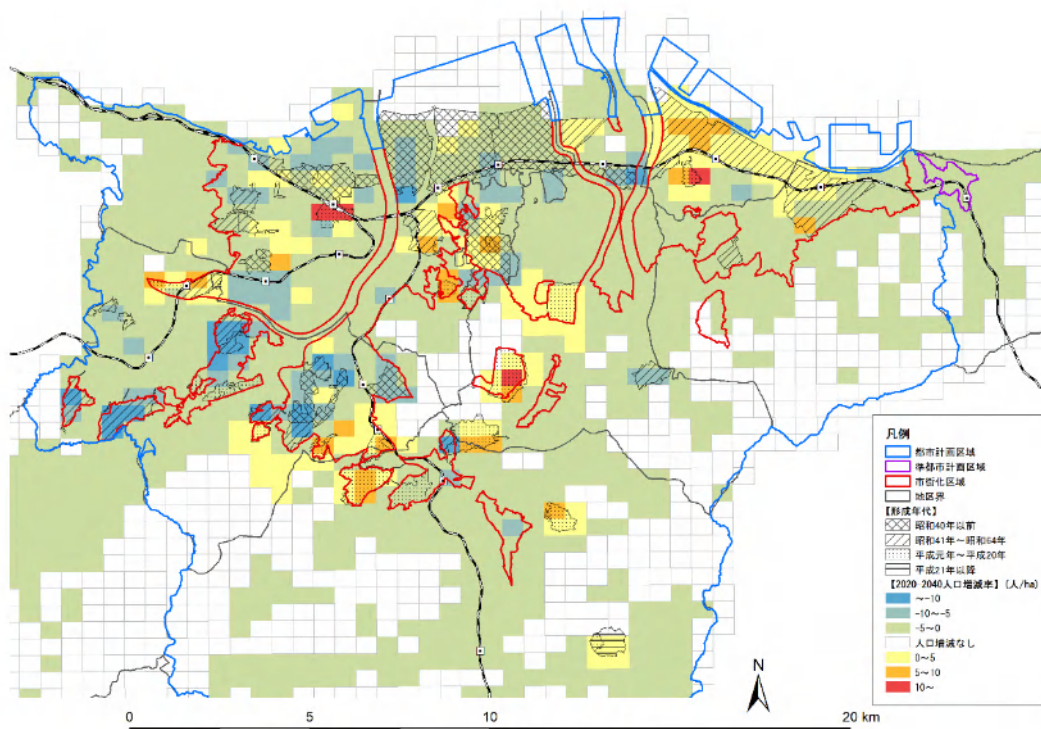 凡例
都市計画区域
準都市計画区域
市街化区域
地区界
【形成年代】
昭和40年以前
昭和41年～昭和64年
平成元年～平成20年
平成21年以降
【2020-2040人口増減率】(人/ha)
～-10
-10～-5
-5～0
人口増減なし
0～5
5～10
10～
N
0 5 10 20 km